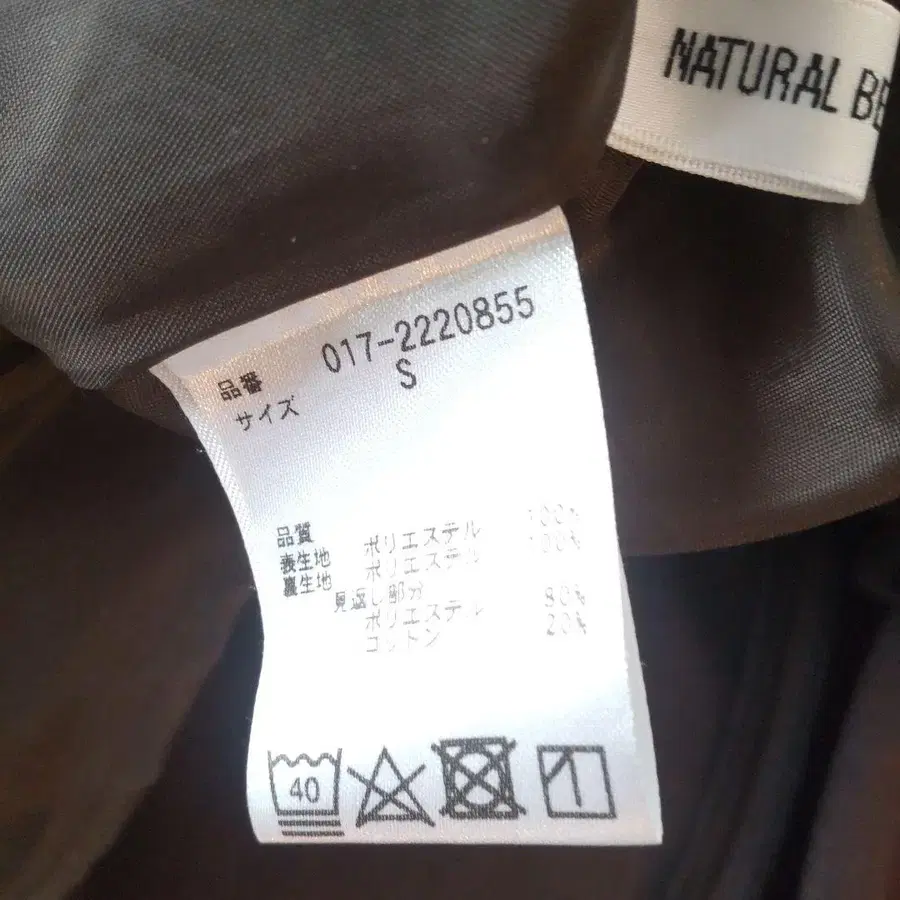 NATURAL BE
品番 017-2220855
サイズ S
品質
表生地 ポリエステル 100%
裏生地 ポリエステル 100%
見返し部分
ポリエステル 80%
コットン 20%
40